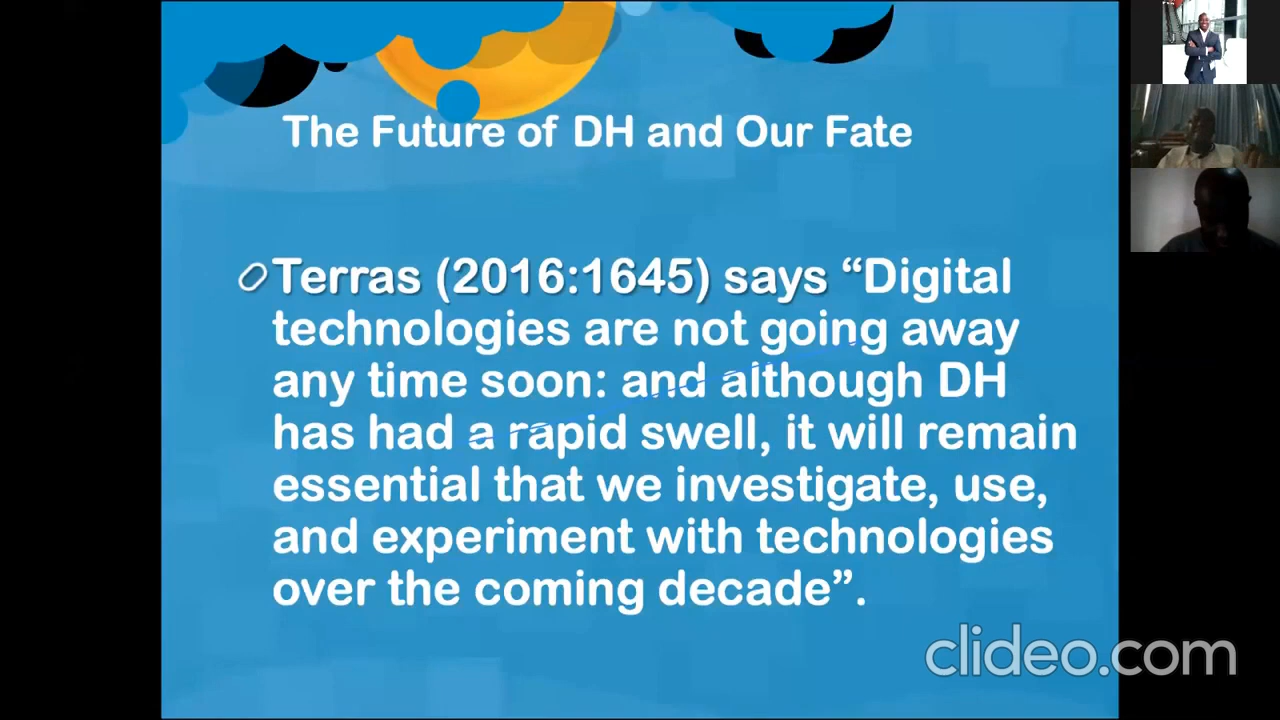 The Future of DH and Our Fate
Terras (2016:1645) says “Digital
technologies are not going away
any time soon: and although DH
has had a rapid swell, it will remain
essential that we investigate, use,
and experiment with technologies
over the coming decade”.
clideo.com